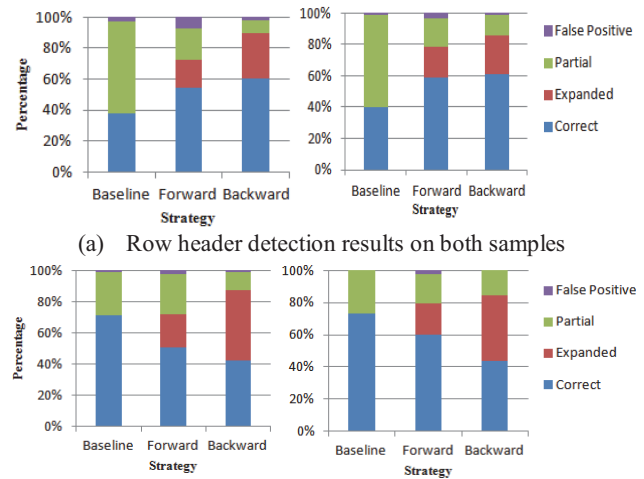 100%
80%
60%
40%
20%
0%
Percentage
Baseline Forward Backward
Strategy
100%
80%
60%
40%
20%
0%
Baseline Forward Backward
Strategy
False Positive
Partial
Expanded
Correct
(a) Row header detection results on both samples
100%
80%
60%
40%
20%
0%
Percentage
Baseline Forward Backward
Strategy
100%
80%
60%
40%
20%
0%
Baseline Forward Backward
Strategy
False Positive
Partial
Expanded
Correct